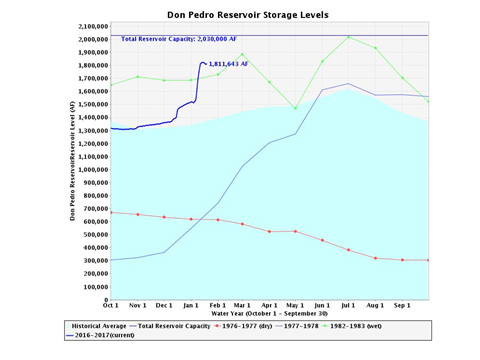 Don Pedro Reservoir Storage Levels
2,100,000
2,000,000
1,900,000
1,800,000
1,700,000
1,600,000
1,500,000
1,400,000
1,300,000
1,200,000
1,100,000
1,000,000
900,000
800,000
700,000
600,000
500,000
400,000
300,000
200,000
100,000
0
Don Pedro ReservoirReservoir Level (AF)
Total Reservoir Capacity: 2,030,000 AF
1,811,643 AF
Oct 1 Nov 1 Dec 1 Jan 1 Feb 1 Mar 1 Apr 1 May 1 Jun 1 Jul 1 Aug 1 Sep 1
Water Year (October 1 - September 30)
Historical Average Total Reservoir Capacity 1976-1977 (dry) 1977-1978 1982-1983 (wet)
2016-2017(current)